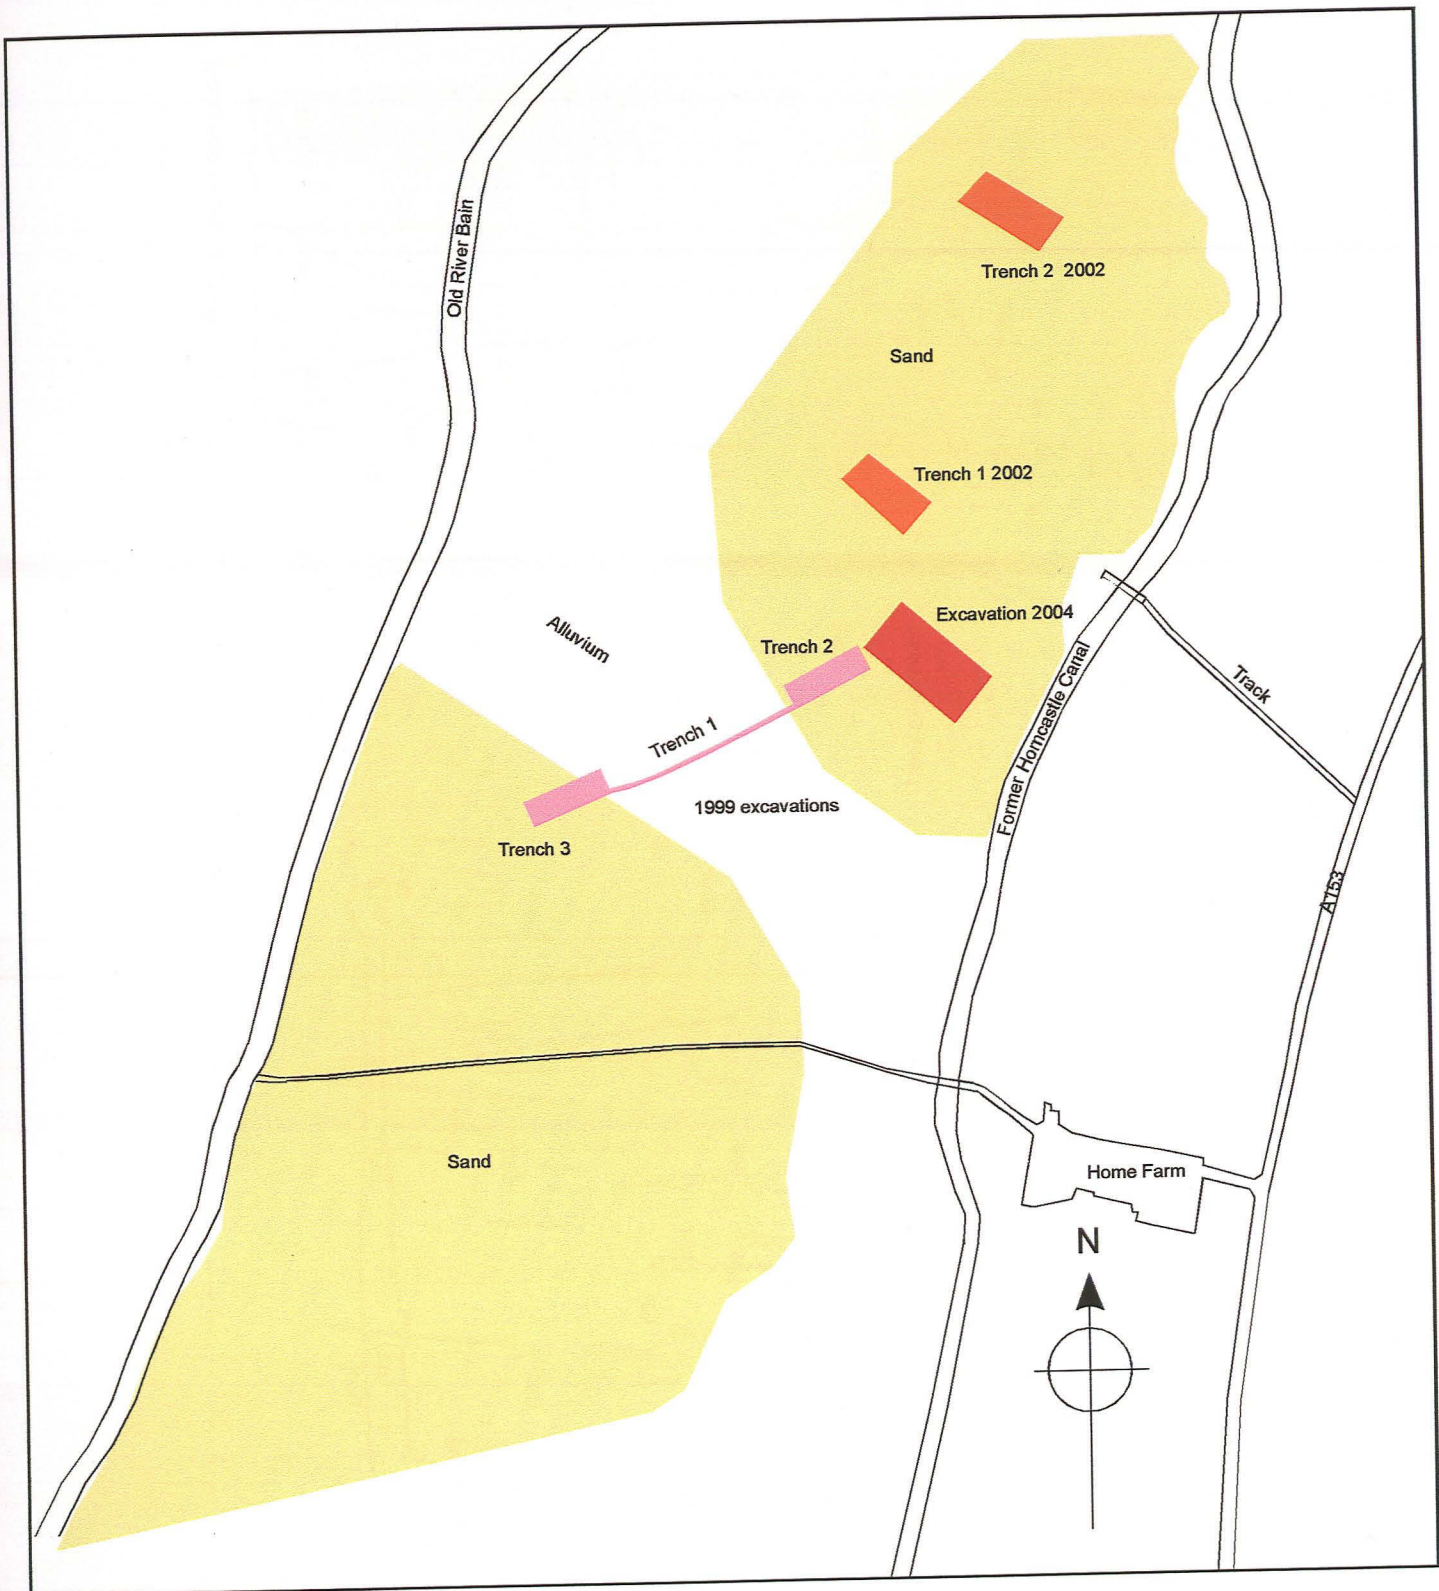 Old River Bain
Trench 2  2002
Sand
Trench 1 2002
Excavation 2004
Alluvium
Trench 2
Track
Trench 1
Former Horncastle Canal
1999 excavations
Trench 3
A153
Sand
Home Farm
N